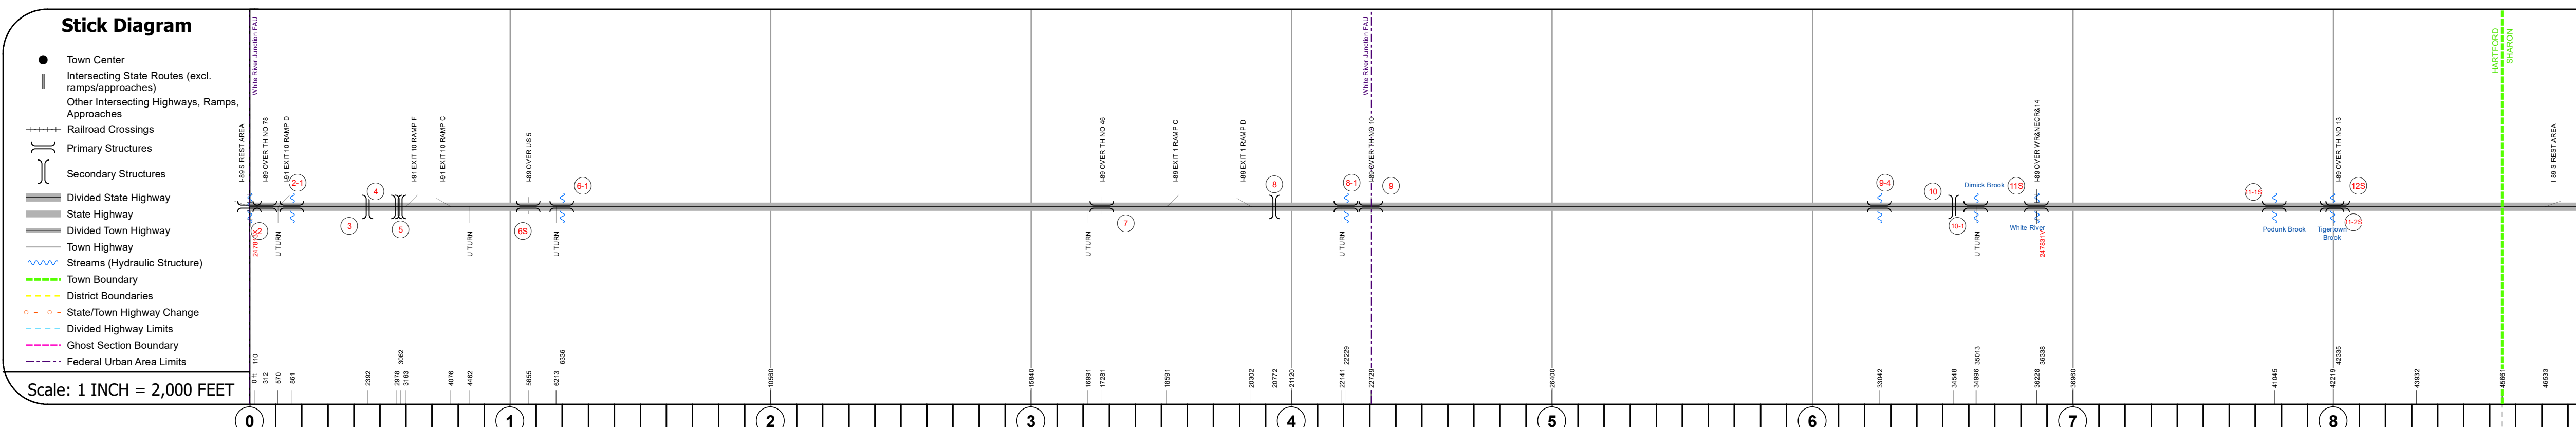 Stick Diagram
Town Center
Intersecting State Routes (excl.
ramps/approaches)
Other Intersecting Highways, Ramps,
Approaches
Railroad Crossings
Primary Structures
Secondary Structures
Divided State Highway
State Highway
Divided Town Highway
Town Highway
Streams (Hydraulic Structure)
Town Boundary
District Boundaries
State/Town Highway Change
Divided Highway Limits
Ghost Section Boundary
Federal Urban Area Limits
Scale: 1 INCH = 2,000 FEET
White River Junction FAU
White River Junction FAU
HARTFORD
SHARON
I-89 S REST AREA
I-89 OVER TH NO 78
I-91 EXIT 10 RAMP D
I-91 EXIT 10 RAMP F
I-91 EXIT 10 RAMP C
I-89 OVER US 5
I-89 OVER TH NO 46
I-89 EXIT 1 RAMP C
I-89 EXIT 1 RAMP D
I-89 OVER TH NO 10
I-89 OVER WR&NECR&14
I-89 OVER TH NO 13
I 89 S REST AREA
2
2-1
3
4
5
6S
6-1
7
8
8-1
9
9-4
10
10-1
Dimick Brook
11S
White River
11-1S
Podunk Brook
12S
11-2S
Tigertown
Brook
U TURN
U TURN
U TURN
U TURN
U TURN
U TURN
247831V
0 ft
110
312
570
861
2392
2978
3062
3163
4076
4462
5655
6213
6336
10560
15840
16991
17281
18591
20302
20772
21120
22141
22229
22729
26400
33042
34548
34996
35013
36228
36338
36960
41045
42219
42335
43932
45661
46533
0
1
2
3
4
5
6
7
8